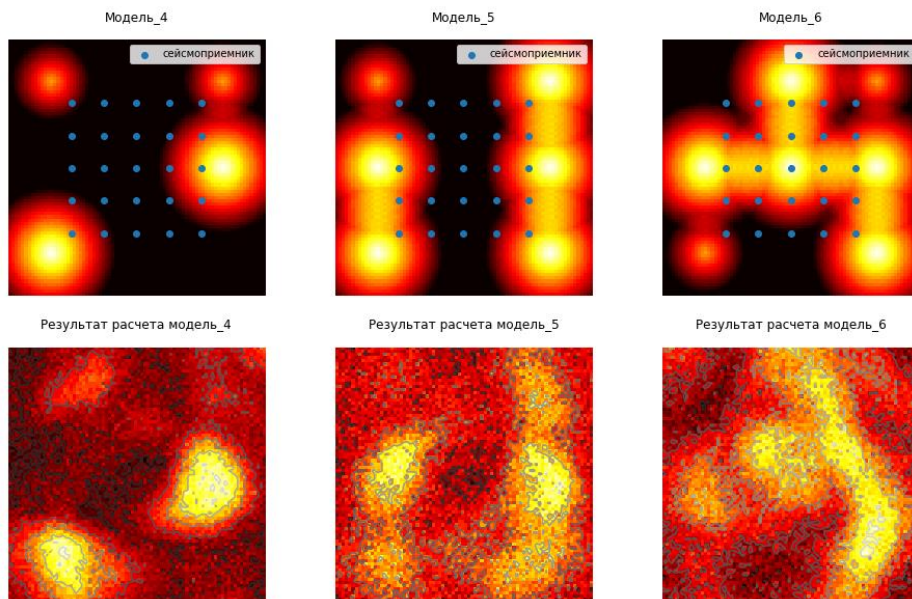 Модель_4
Модель_5
Модель_6
сейсмоприемник
сейсмоприемник
сейсмоприемник
Результат расчета модель_4
Результат расчета модель_5
Результат расчета модель_6